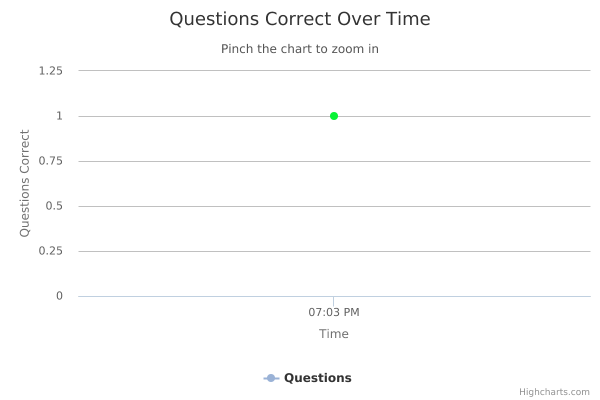 Questions Correct Over Time
Pinch the chart to zoom in
Questions Correct
1.25
1
0.75
0.5
0.25
0
07:03 PM
Time
Questions
Highcharts.com